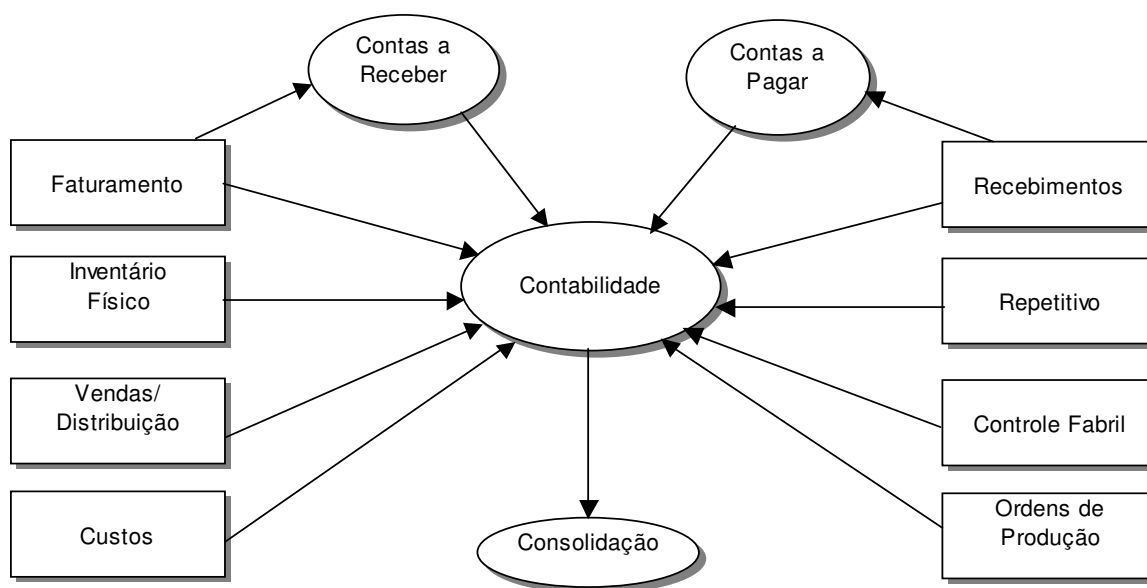 Contas a
Receber
Contas a
Pagar
Faturamento
Recebimentos
Inventário
Físico
Contabilidade
Repetitivo
Vendas/
Distribuição
Controle Fabril
Custos
Consolidação
Ordens de
Produção